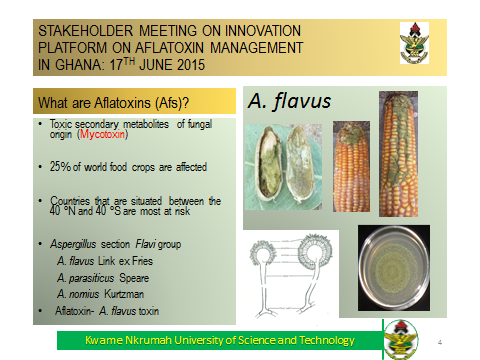 STAKEHOLDER MEETING ON INNOVATION
PLATFORM ON AFLATOXIN MANAGEMENT
IN GHANA: 17TH JUNE 2015
What are Aflatoxins (Afs)?
• Toxic secondary metabolites of fungal
origin (Mycotoxin)
• 25% of world food crops are affected
• Countries that are situated between the
40 °N and 40 °S are most at risk
• Aspergillus section Flavi group
A. flavus Link ex Fries
A. parasiticus Speare
A. nomius Kurtzman
• Aflatoxin- A. flavus toxin
A. flavus
Kwame Nkrumah University of Science and Technology
4